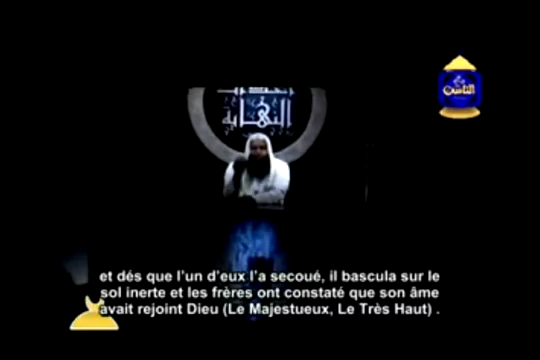 الناس
النهاية
et dés que l'un d'eux l'a secoué, il bascula sur le
sol inerte et les frères ont constaté que son âme
avait rejoint Dieu (Le Majestueux, Le Très Haut) .